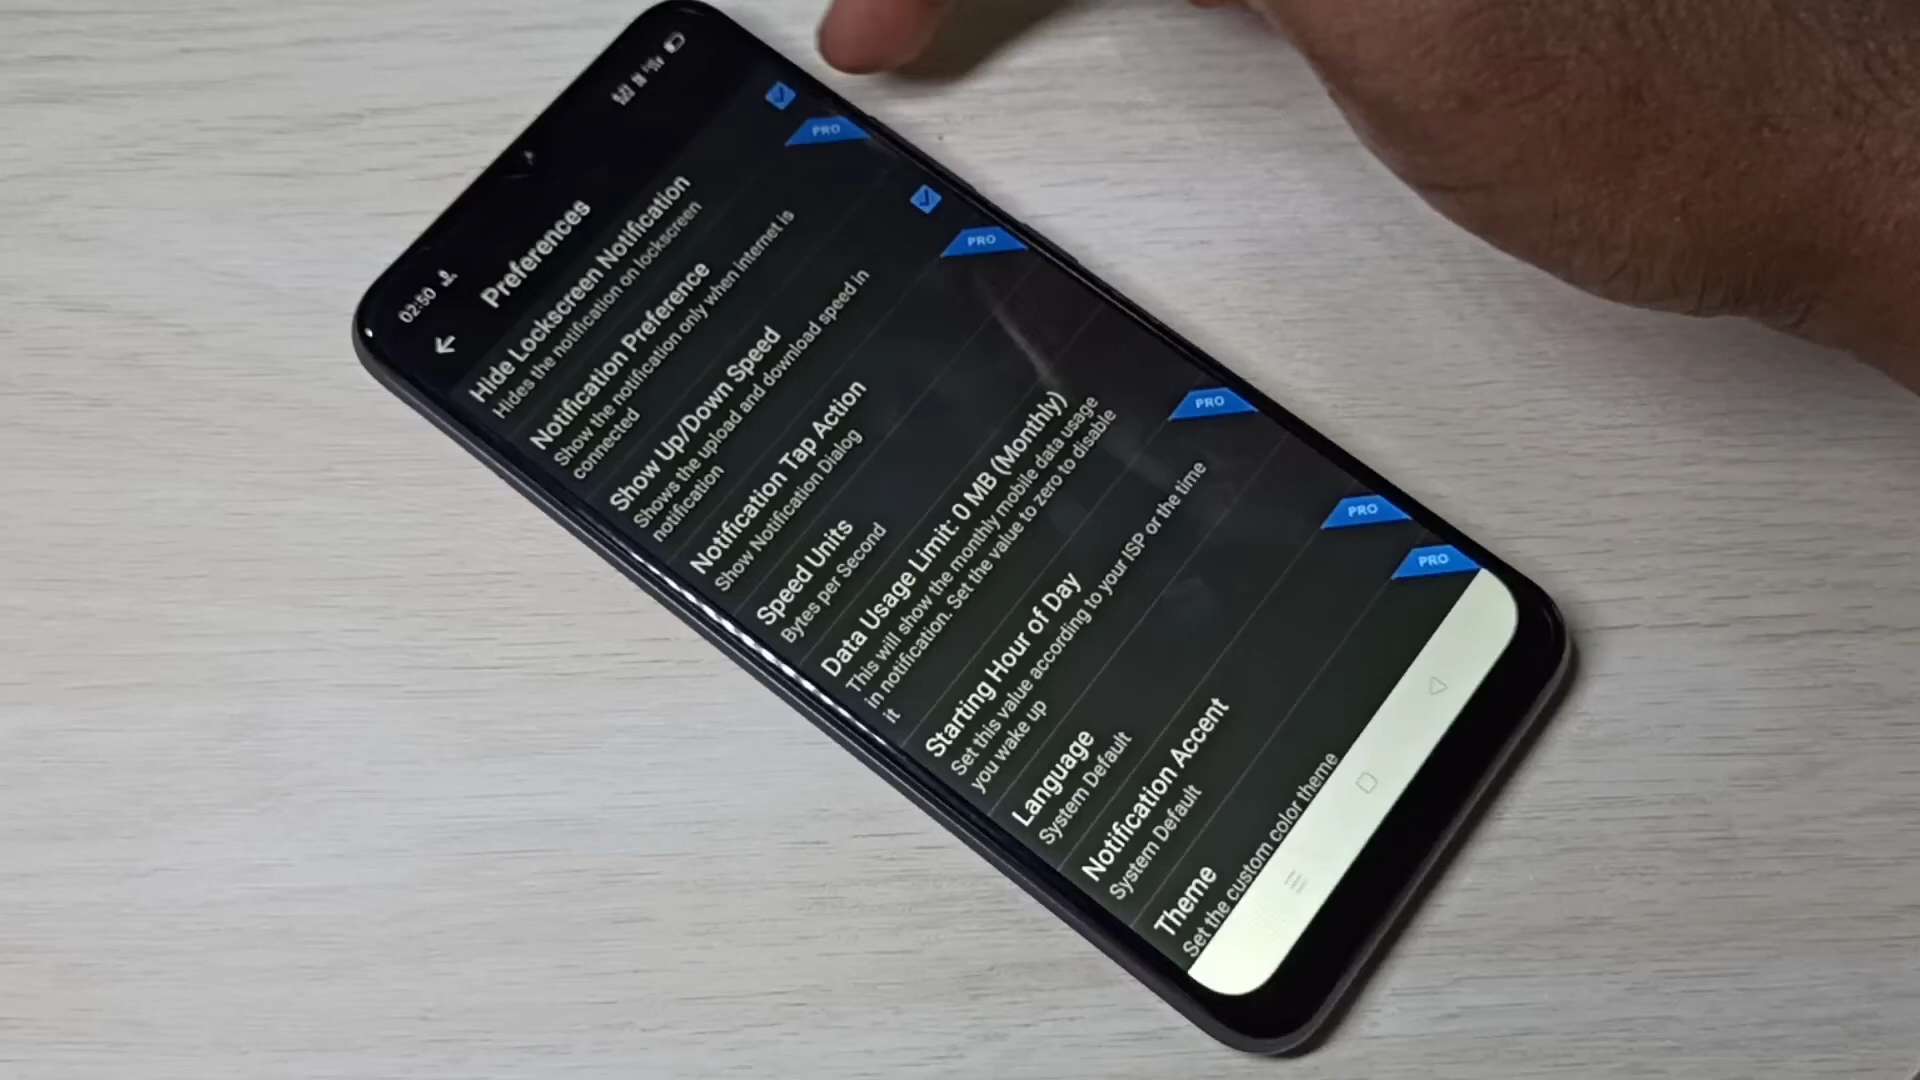 02:50
Preferences
Hide Lockscreen Notification
Hides the notification on lockscreen
PRO
Notification Preference
Show the notification only when internet is
connected
Show Up/Down Speed
Shows the upload and download speed in
notification
PRO
Notification Tap Action
Show Notification Dialog
Speed Units
Bytes per Second
Data Usage Limit: 0 MB (Monthly)
This will show the monthly mobile data usage
in notification. Set the value to zero to disable
it
PRO
Starting Hour of Day
Set this value according to your ISP or the time
you wake up
Language
System Default
PRO
Notification Accent
System Default
PRO
Theme
Set the custom color theme